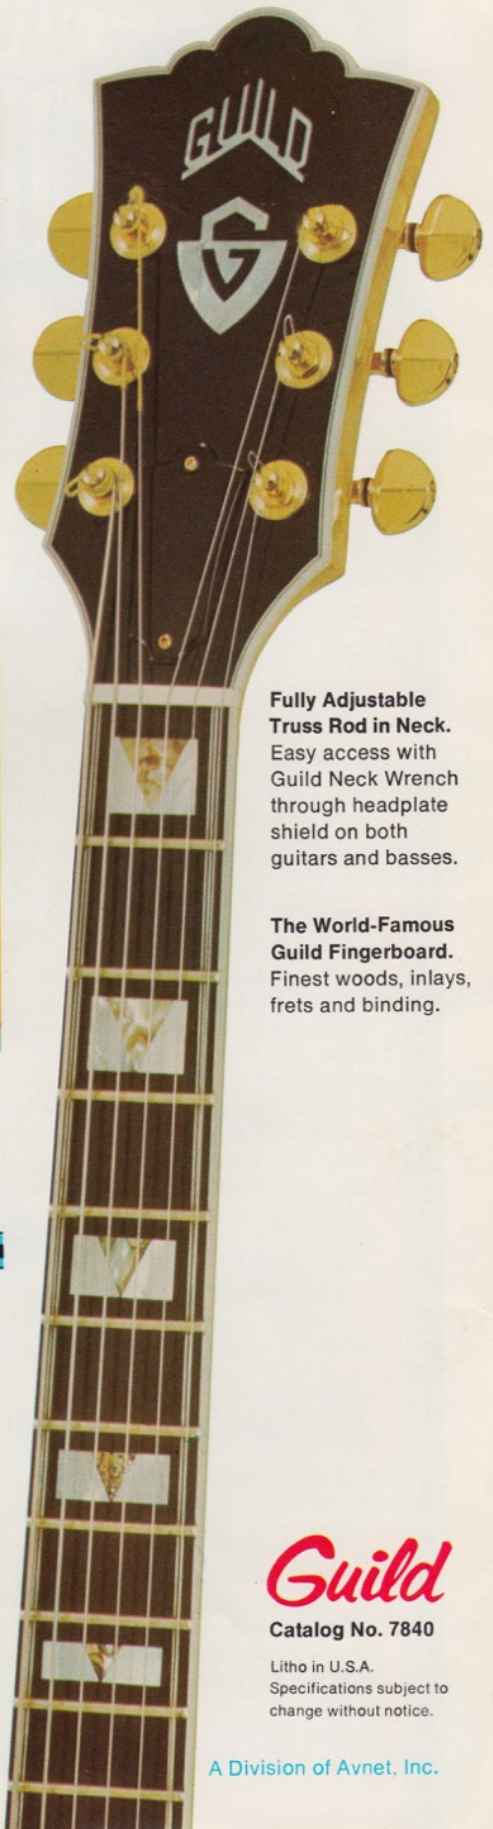 GUILD
G
Fully Adjustable
Truss Rod in Neck.
Easy access with
Guild Neck Wrench
through headplate
shield on both
guitars and basses.
The World-Famous
Guild Fingerboard.
Finest woods, inlays,
frets and binding.
Guild
Catalog No. 7840
Litho in U.S.A.
Specifications subject to
change without notice.
A Division of Avnet, Inc.